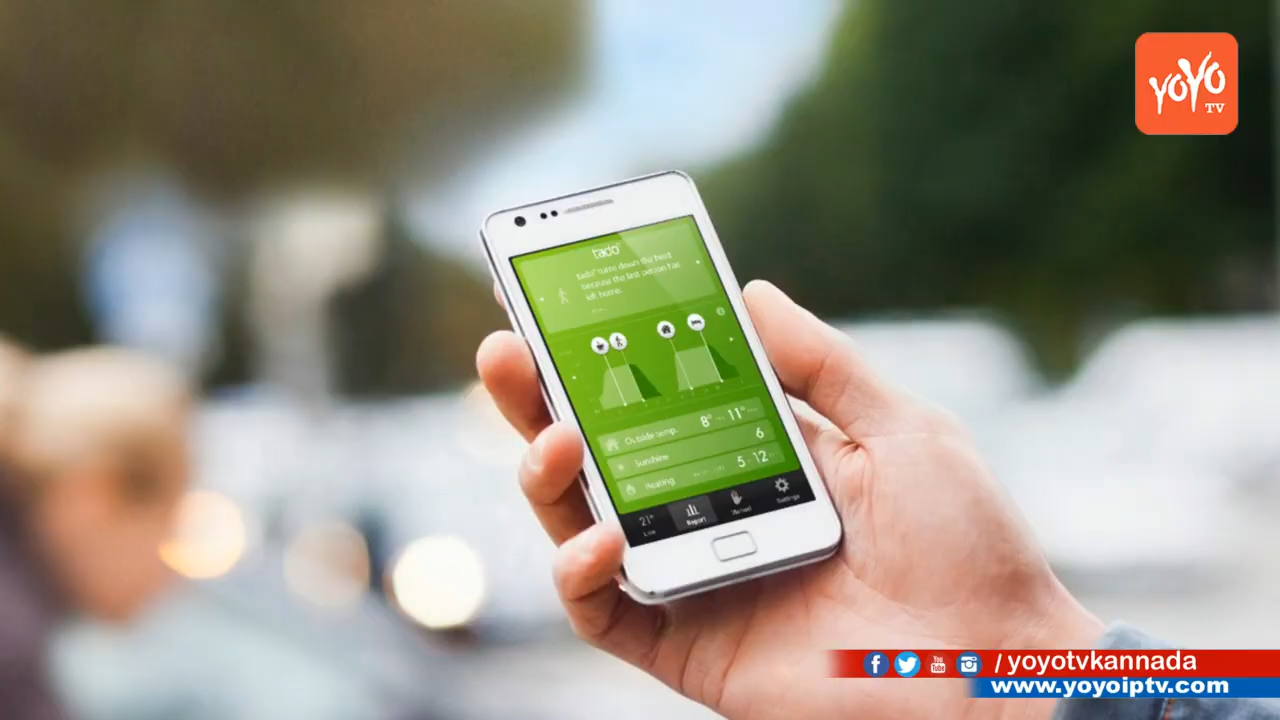 YOYO
TV
tado°
tado° turns down the heat
because the last person has
left home.
Outside temp. 8° 11°
Sunshine 6
Heating 5 - 12
21°
Live
Report
Manual
Settings
/ yoyotvkannada
www.yoyoiptv.com